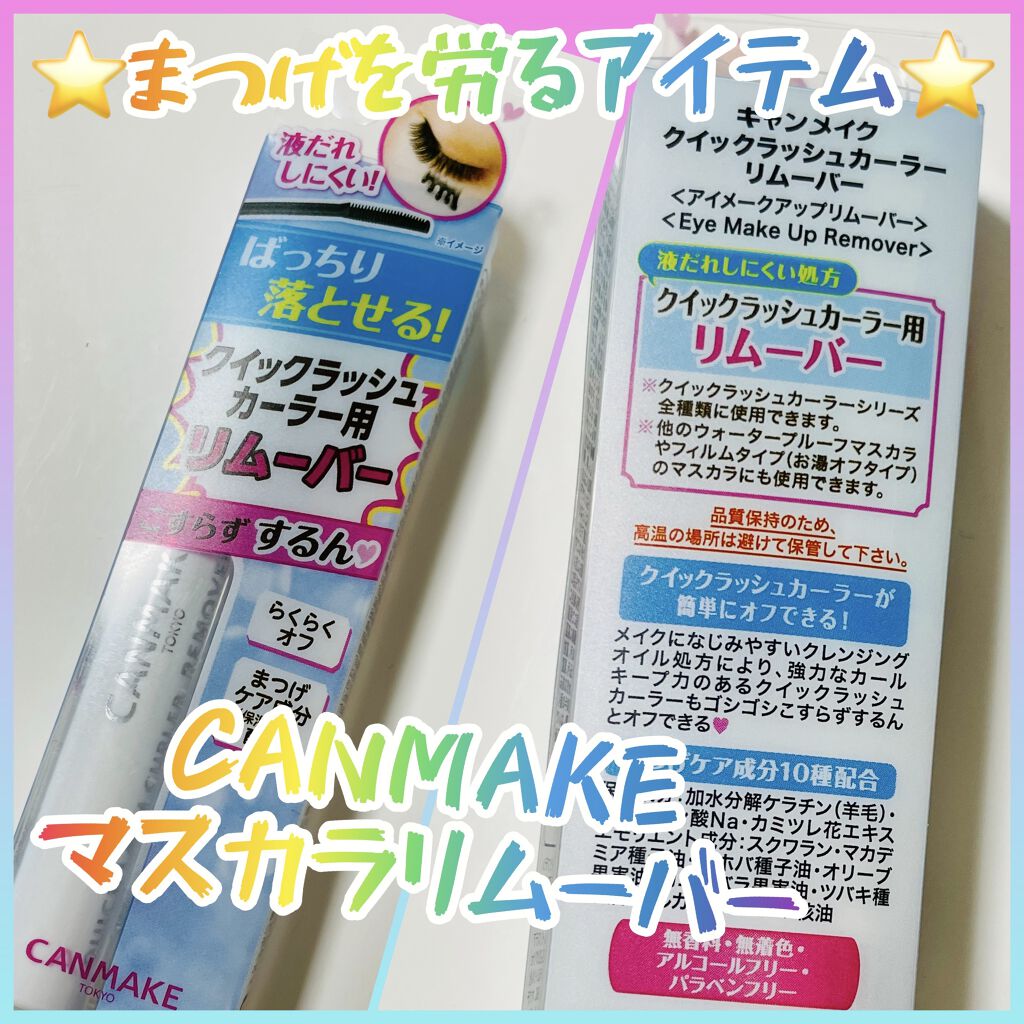 ⭐まつげを労るアイテム⭐
液だれ
しにくい!
※イメージ
ばっちり
落とせる!
クイックラッシュ
カーラー用
リムーバー
こすらずするん♥
らくらく
オフ
まつげ
ケア成分
CANMAKE
TOKYO
キャンメイク
クイックラッシュカーラー
リムーバー
<アイメークアップリムーバー>
<Eye Make Up Remover>
液だれしにくい処方
クイックラッシュカーラー用
リムーバー
※クイックラッシュカーラーシリーズ
全種類に使用できます。
※他のウォータープルーフマスカラ
やフィルムタイプ(お湯オフタイプ)
のマスカラにも使用できます。
品質保持のため、
高温の場所は避けて保管して下さい。
クイックラッシュカーラーが
簡単にオフできる!
メイクになじみやすいクレンジング
オイル処方により、強力なカール
キープ力のあるクイックラッシュ
カーラーもゴシゴシこすらずするん
とオフできる♥
ケア成分10種配合
加水分解ケラチン(羊毛)・
酸Na・カミツレ花エキス
成分:スクワラン・マカデ
ミア種 油・ ホバ種子油・オリーブ
果実油 バラ果実油・ツバキ種
核油
無香料・無着色・
アルコールフリー・
パラベンフリー
CANMAKE
マスカラリムーバー
CANMAKE
TOKYO